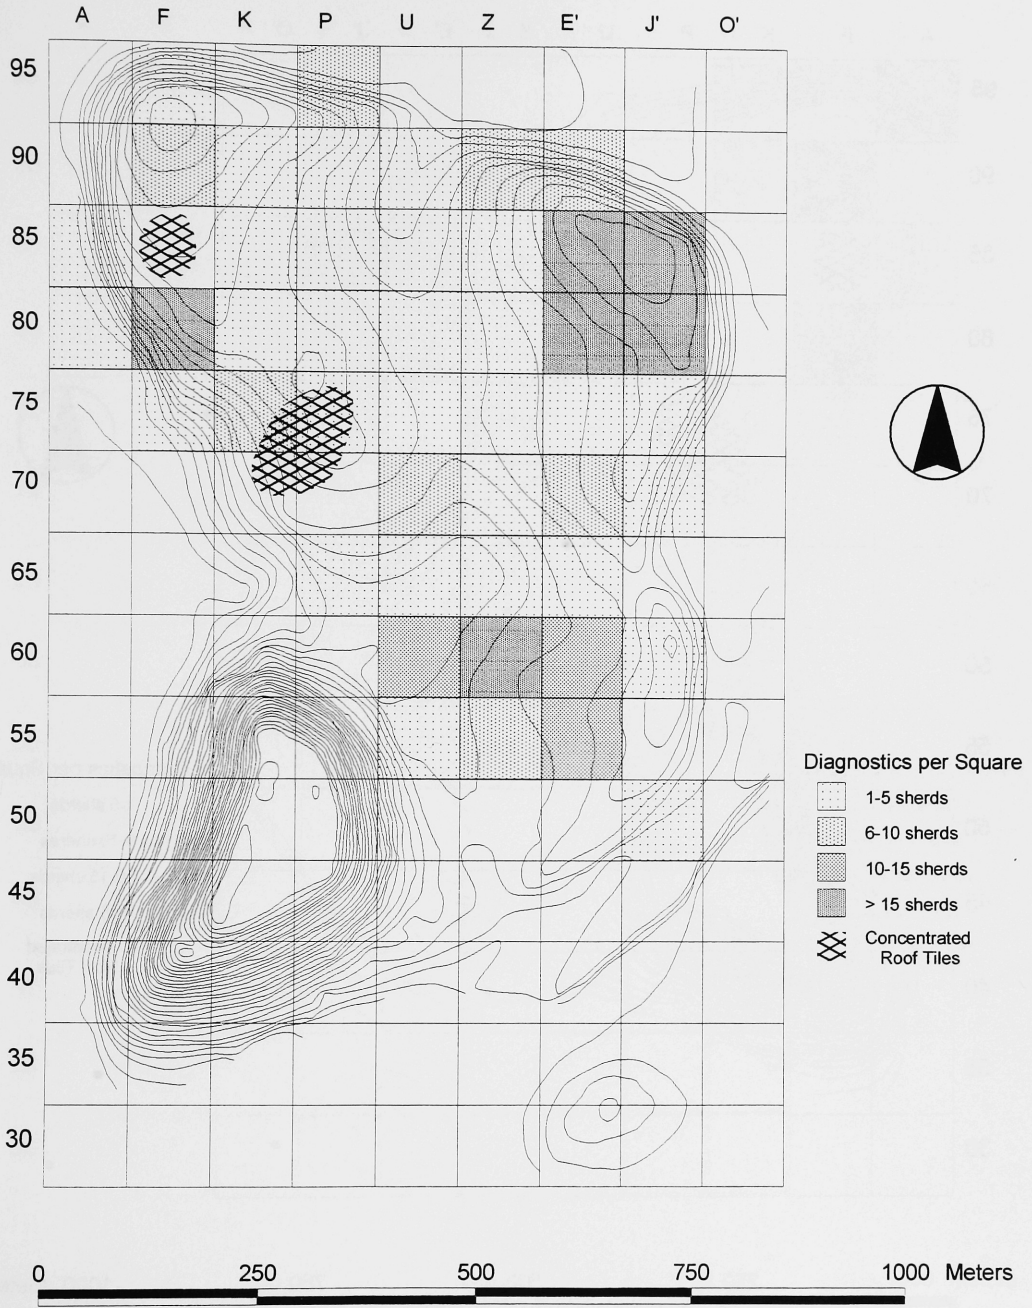 A F K P U Z E' J' O'
95
90
85
80
75
70
65
60
55
50
45
40
35
30
Diagnostics per Square
1-5 sherds
6-10 sherds
10-15 sherds
> 15 sherds
Concentrated
Roof Tiles
0 250 500 750 1000 Meters